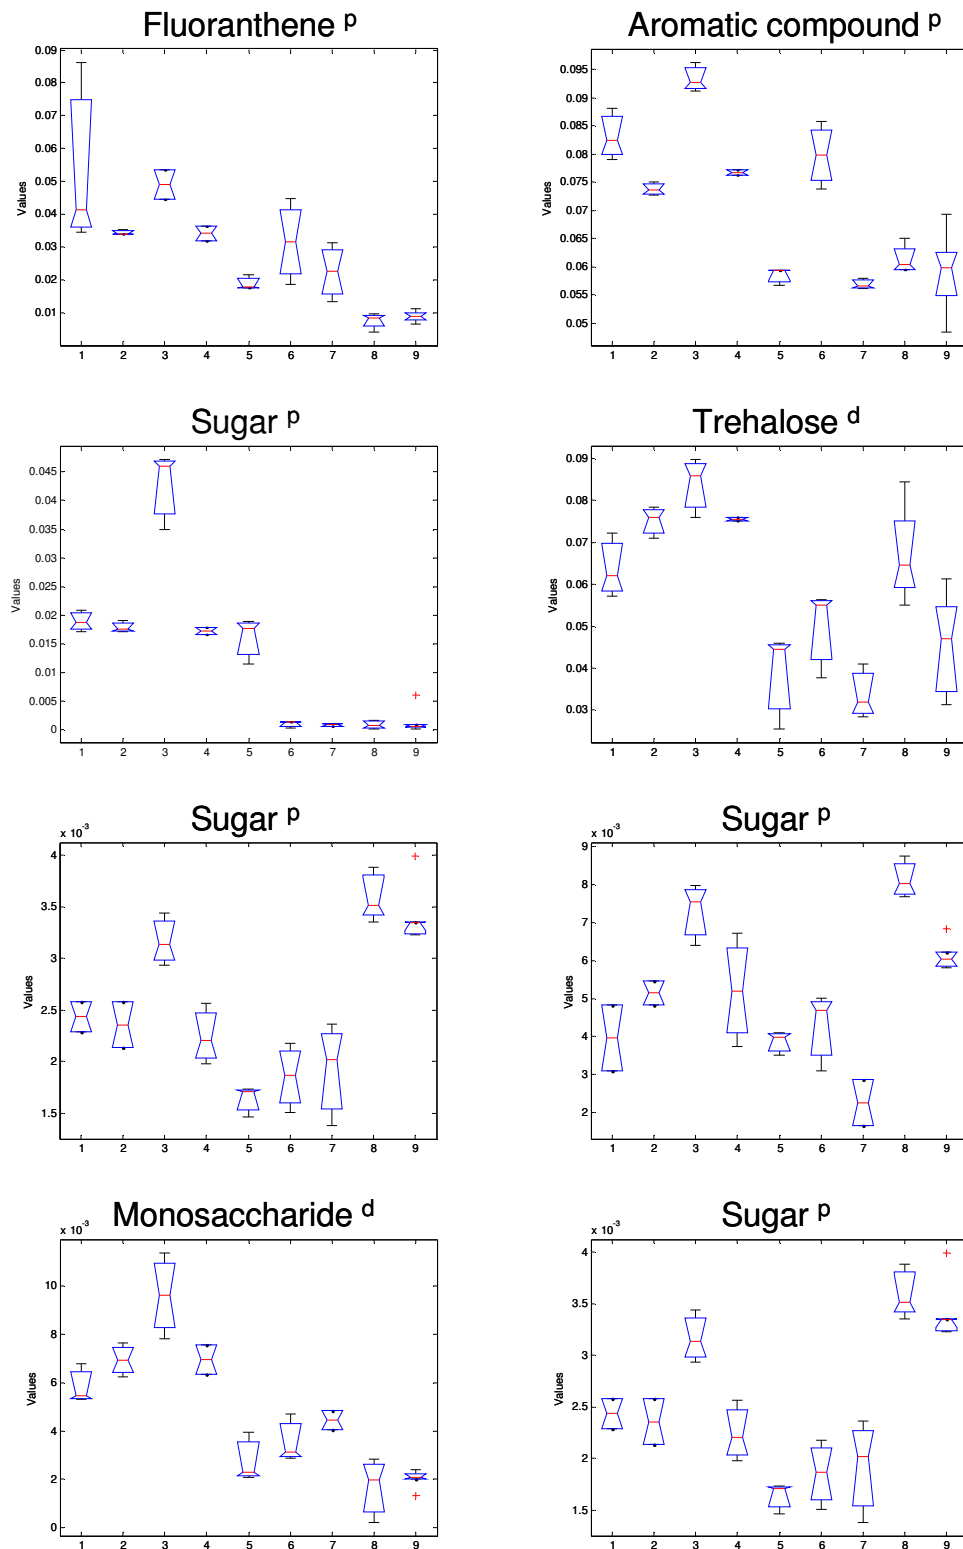 Fluoranthene p
0.09
0.08
0.07
0.06
0.05
0.04
0.03
0.02
0.01
Values
1 2 3 4 5 6 7 8 9
Aromatic compound p
0.095
0.09
0.085
0.08
0.075
0.07
0.065
0.06
0.055
0.05
Values
1 2 3 4 5 6 7 8 9
Sugar p
0.045
0.04
0.035
0.03
0.025
0.02
0.015
0.01
0.005
0
Values
1 2 3 4 5 6 7 8 9
Trehalose d
0.09
0.08
0.07
0.06
0.05
0.04
0.03
Values
1 2 3 4 5 6 7 8 9
Sugar p
x 10-3
4
3.5
3
2.5
2
1.5
Values
1 2 3 4 5 6 7 8 9
Sugar p
x 10-3
9
8
7
6
5
4
3
2
Values
1 2 3 4 5 6 7 8 9
Monosaccharide d
x 10-3
10
8
6
4
2
0
Values
1 2 3 4 5 6 7 8 9
Sugar p
x 10-3
4
3.5
3
2.5
2
1.5
Values
1 2 3 4 5 6 7 8 9